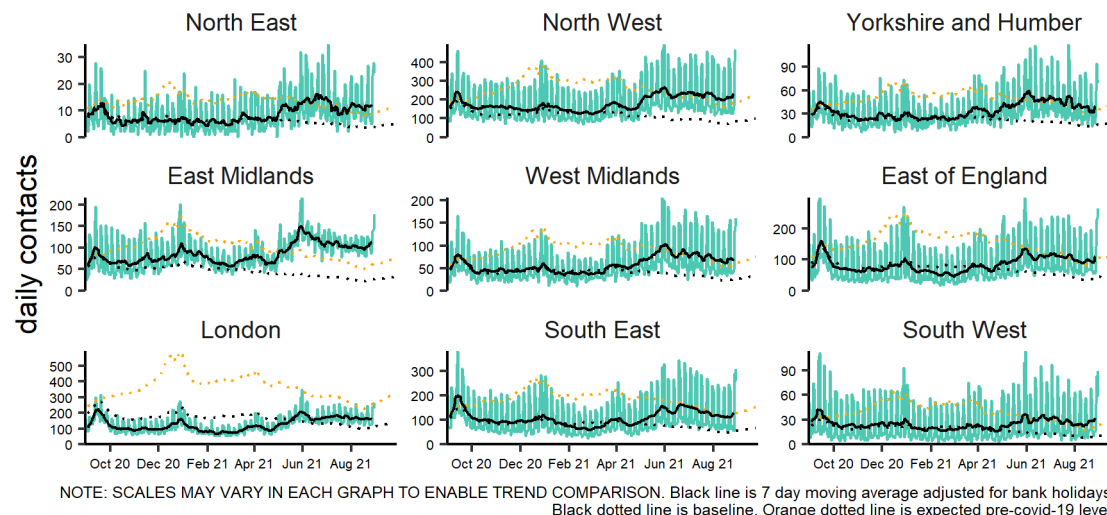 North East
North West
Yorkshire and Humber
30
20
10
0
400
300
200
100
0
90
60
30
0
daily contacts
East Midlands
West Midlands
East of England
200
150
100
50
0
200
150
100
50
0
200
100
0
London
South East
South West
500
400
300
200
100
0
300
200
100
0
90
60
30
0
Oct 20 Dec 20 Feb 21 Apr 21 Jun 21 Aug 21
Oct 20 Dec 20 Feb 21 Apr 21 Jun 21 Aug 21
Oct 20 Dec 20 Feb 21 Apr 21 Jun 21 Aug 21
NOTE: SCALES MAY VARY IN EACH GRAPH TO ENABLE TREND COMPARISON. Black line is 7 day moving average adjusted for bank holidays
Black dotted line is baseline. Orange dotted line is expected pre-covid-19 leve